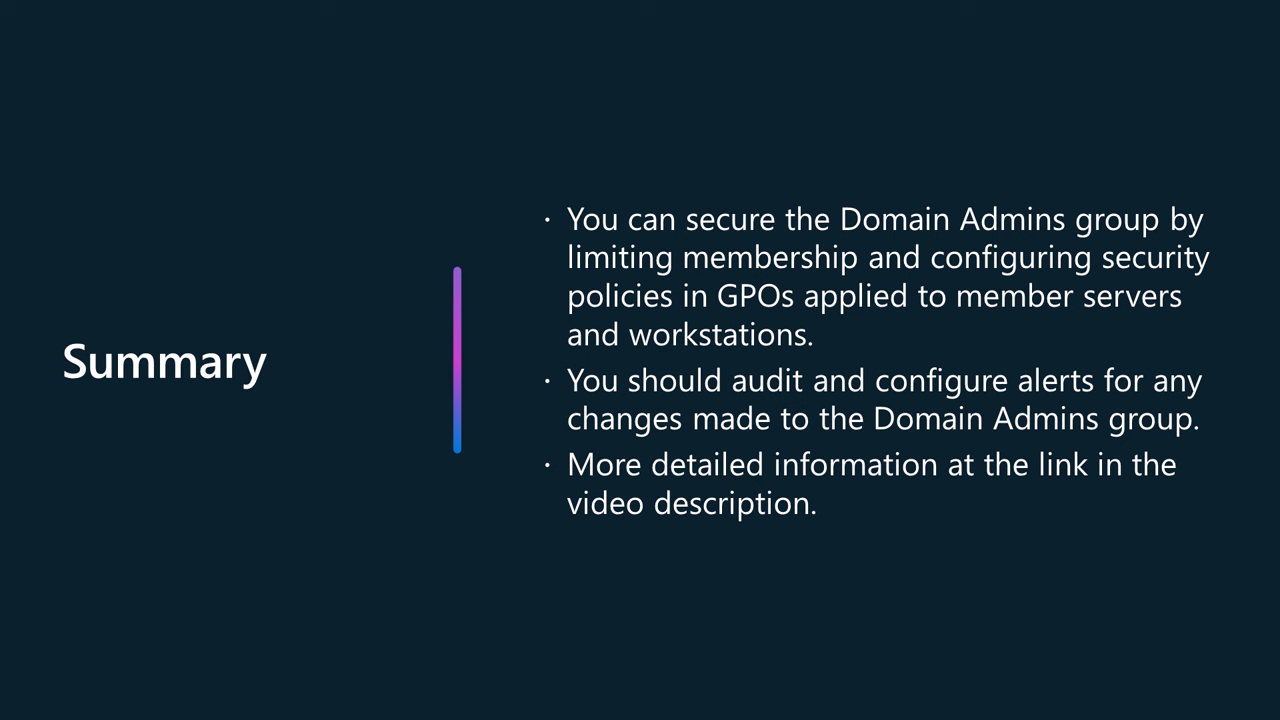 Summary
· You can secure the Domain Admins group by
limiting membership and configuring security
policies in GPOs applied to member servers
and workstations.
· You should audit and configure alerts for any
changes made to the Domain Admins group.
· More detailed information at the link in the
video description.